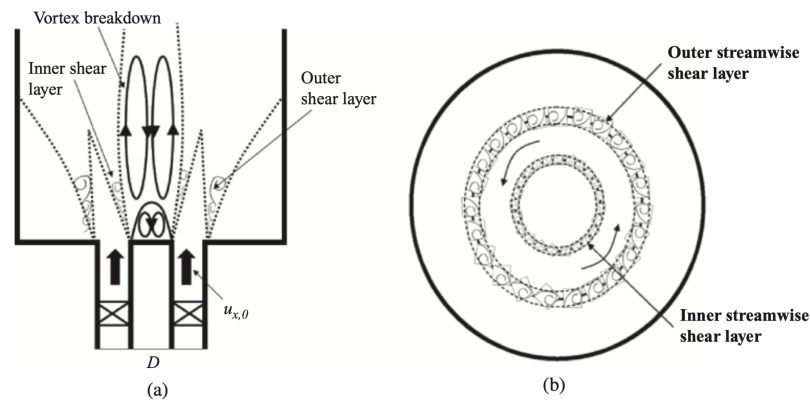 Vortex breakdown
Inner shear
layer
Outer
shear layer
u_{x,0}
D
(a)
Outer streamwise
shear layer
Inner streamwise
shear layer
(b)